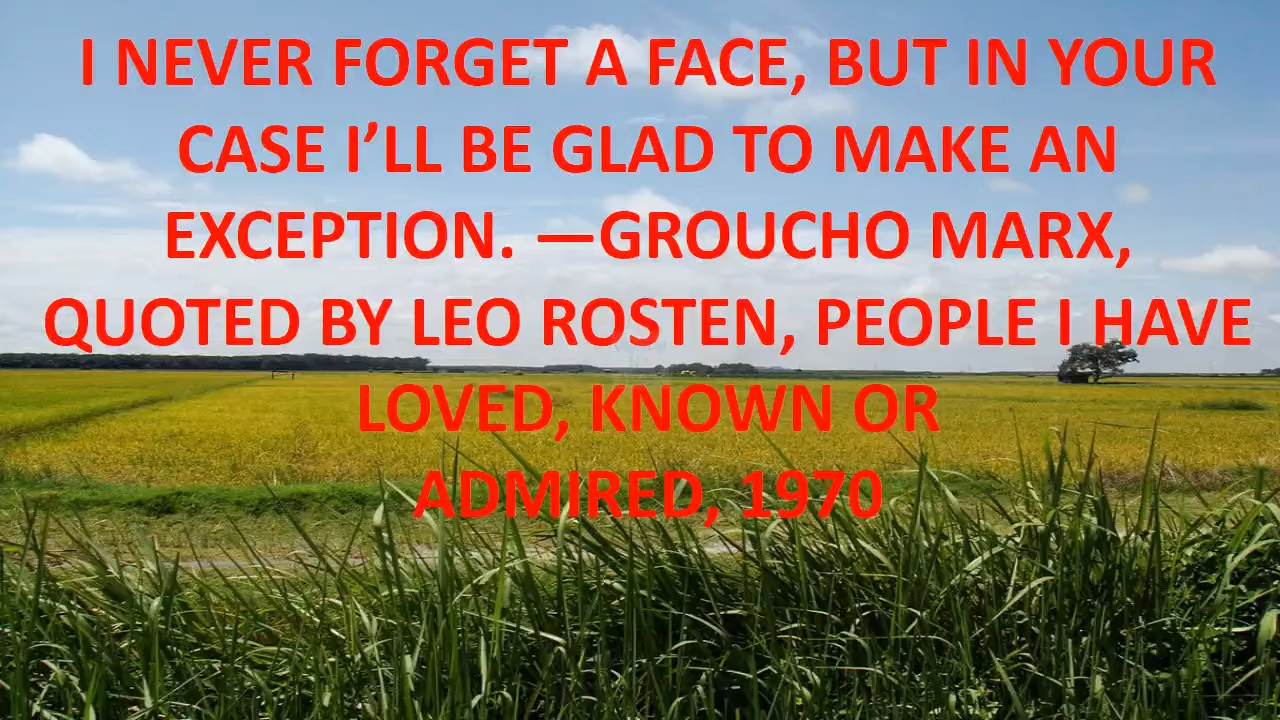 I NEVER FORGET A FACE, BUT IN YOUR
CASE I’LL BE GLAD TO MAKE AN
EXCEPTION. —GROUCHO MARX,
QUOTED BY LEO ROSTEN, PEOPLE I HAVE
LOVED, KNOWN OR
ADMIRED, 1970